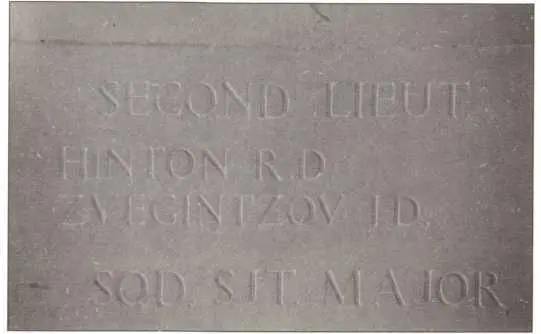 SECOND LIEUT.
HINTON R.D.
ZVEGINTZOV I.D.
SQD. SJT. MAJOR